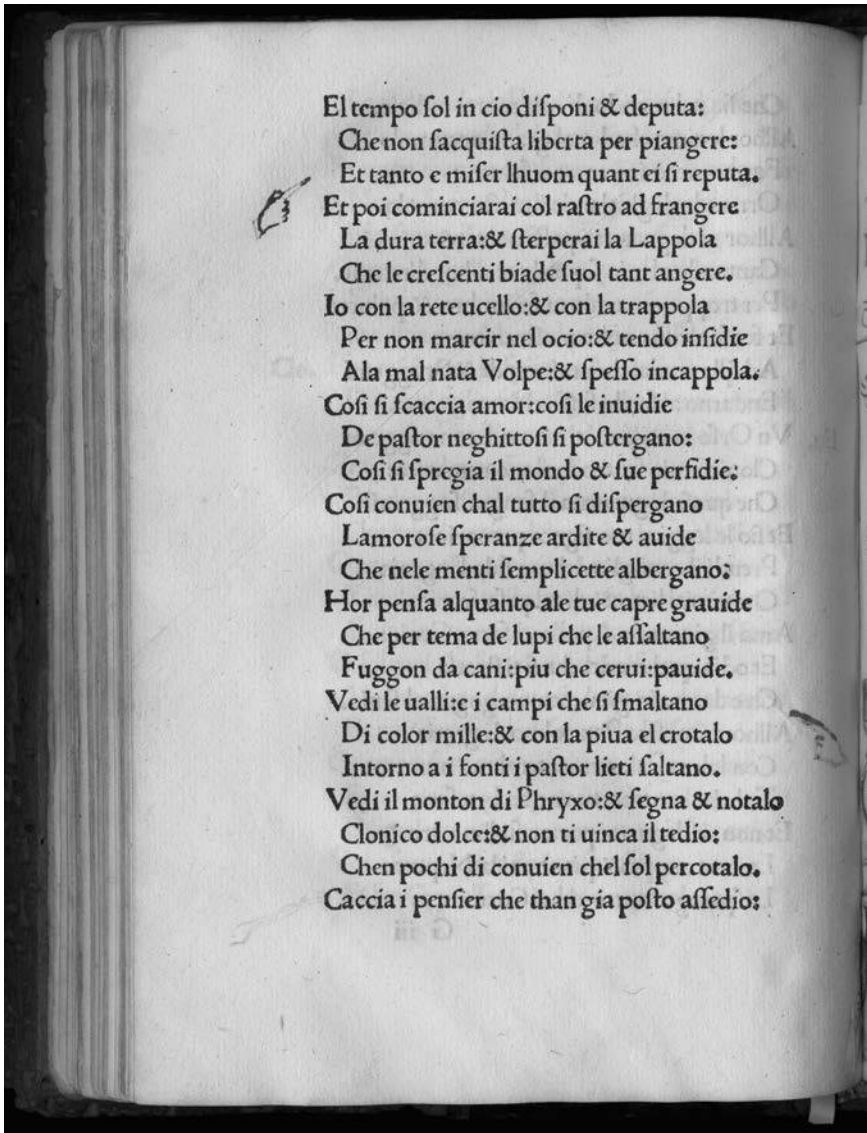 El tempo ſol in cio diſponi & deputa:
Che non ſacquiſta liberta per piangere:
Et tanto e miſer lhuom quant ei ſi reputa.
Et poi cominciarai col raſtro ad frangere
La dura terra:& ſterperai la Lappola
Che le creſcenti biade ſuol tant angere.
Io con la rete ucello:& con la trappola
Per non marcir nel ocio:& tendo inſidie
Ala mal nata Volpe:& ſpeſſo incappola.
Coſi ſi ſcaccia amor:coſi le inuidie
De paſtor neghittoſi ſi poſtergano:
Coſi ſi ſpregia il mondo & ſue perfidie.
Coſi conuien chal tutto ſi diſpergano
Lamoroſe ſperanze ardite & auide
Che nele menti ſemplicette albergano:
Hor penſa alquanto ale tue capre grauide
Che per tema de lupi che le aſſaltano
Fuggon da cani:piu che cerui:pauide.
Vedi le ualli:e i campi che ſi ſmaltano
Di color mille:& con la piua el crotalo
Intorno a i fonti i paſtor lieti ſaltano.
Vedi il monton di Phryxo:& ſegna & notalo
Clonico dolce:& non ti uinca il tedio:
Chen pochi di conuien chel ſol percotalo.
Caccia i penſier che than gia poſto aſſedio: